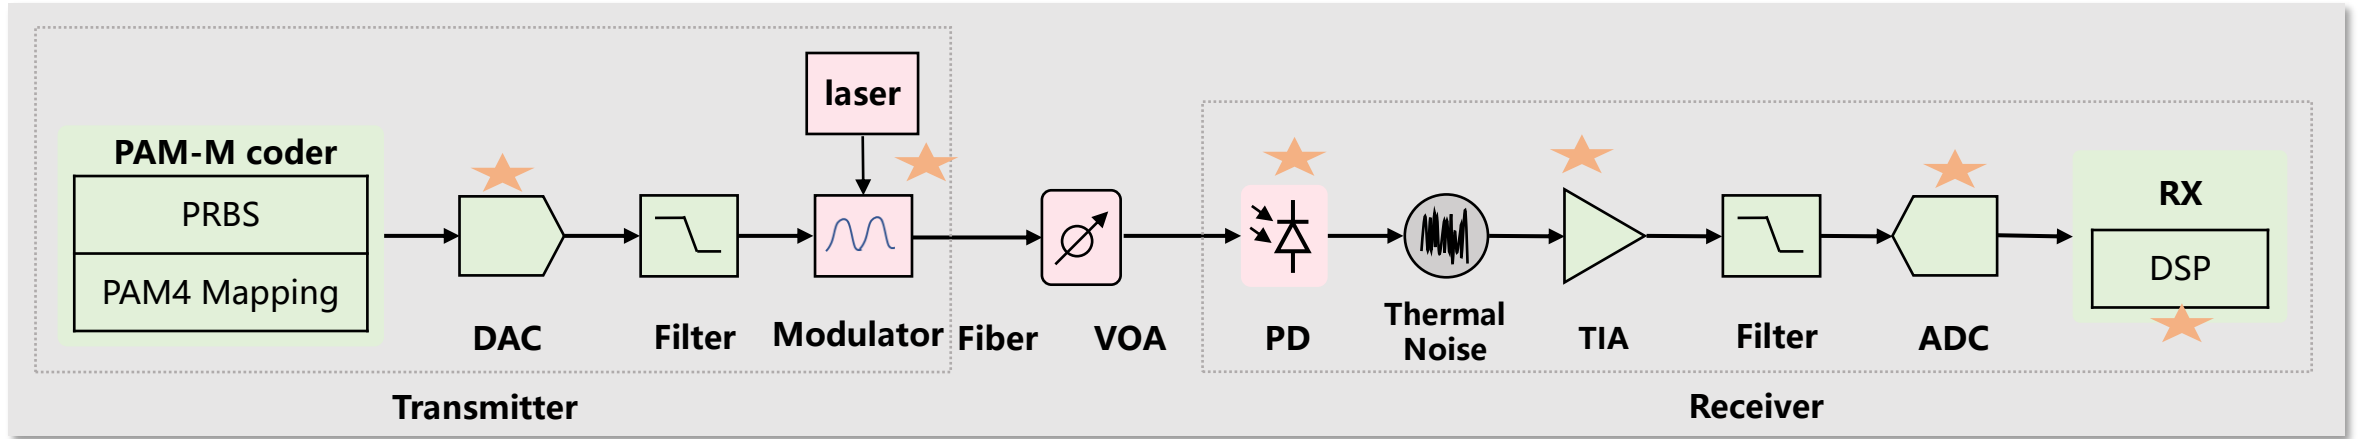 laser
PAM-M coder
PRBS
PAM4 Mapping
DAC
Filter
Modulator
Fiber
VOA
PD
Thermal
Noise
TIA
Filter
ADC
RX
DSP
Transmitter
Receiver